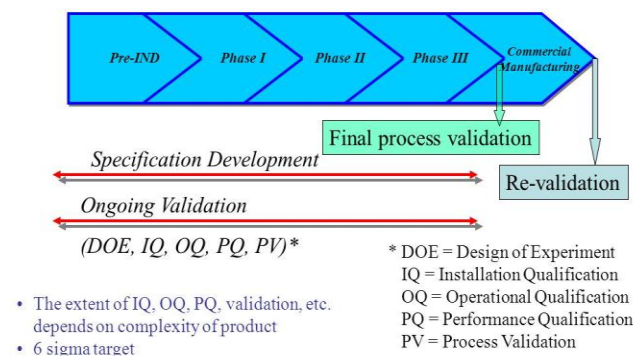 Pre-IND
Phase I
Phase II
Phase III
Commercial
Manufacturing
Final process validation
Specification Development
Re-validation
Ongoing Validation
(DOE, IQ, OQ, PQ, PV)*
* DOE = Design of Experiment
IQ = Installation Qualification
OQ = Operational Qualification
PQ = Performance Qualification
PV = Process Validation
• The extent of IQ, OQ, PQ, validation, etc.
depends on complexity of product
• 6 sigma target